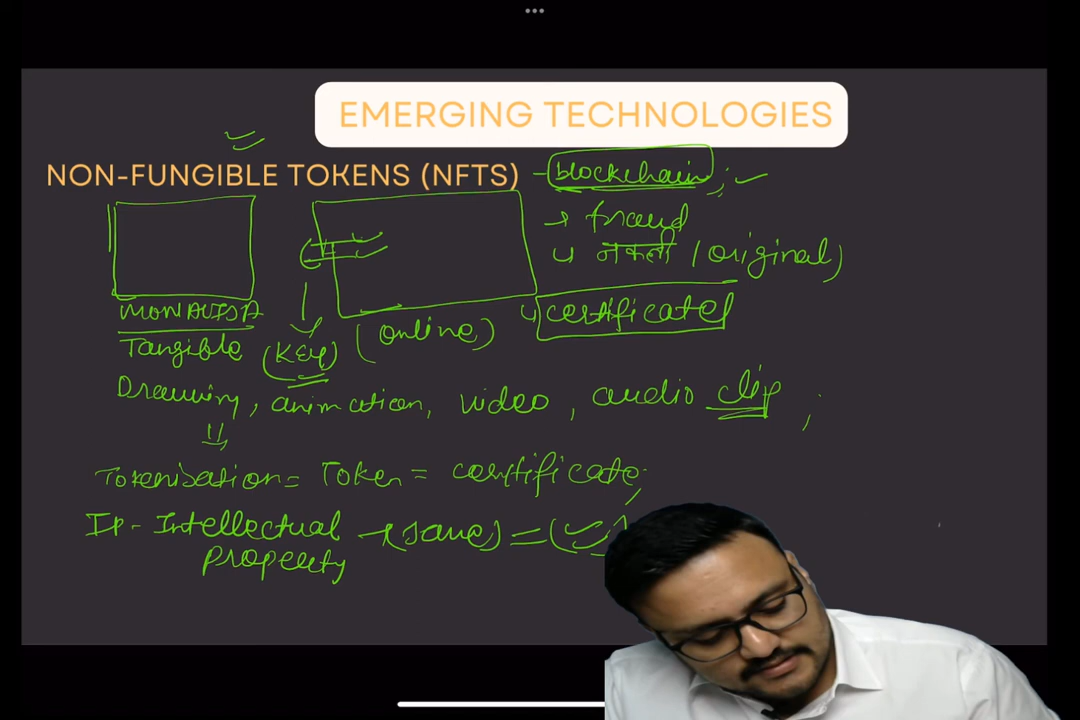 EMERGING TECHNOLOGIES
NON-FUNGIBLE TOKENS (NFTS) - blockchain ;
→ fraud
नकली / original)
certificate
MONALISA
Tangible (KEY) (online)
Drawing, animation, video, audio clip,
Tokenisation = Token = certificate,
IP - Intellectual property (save) =